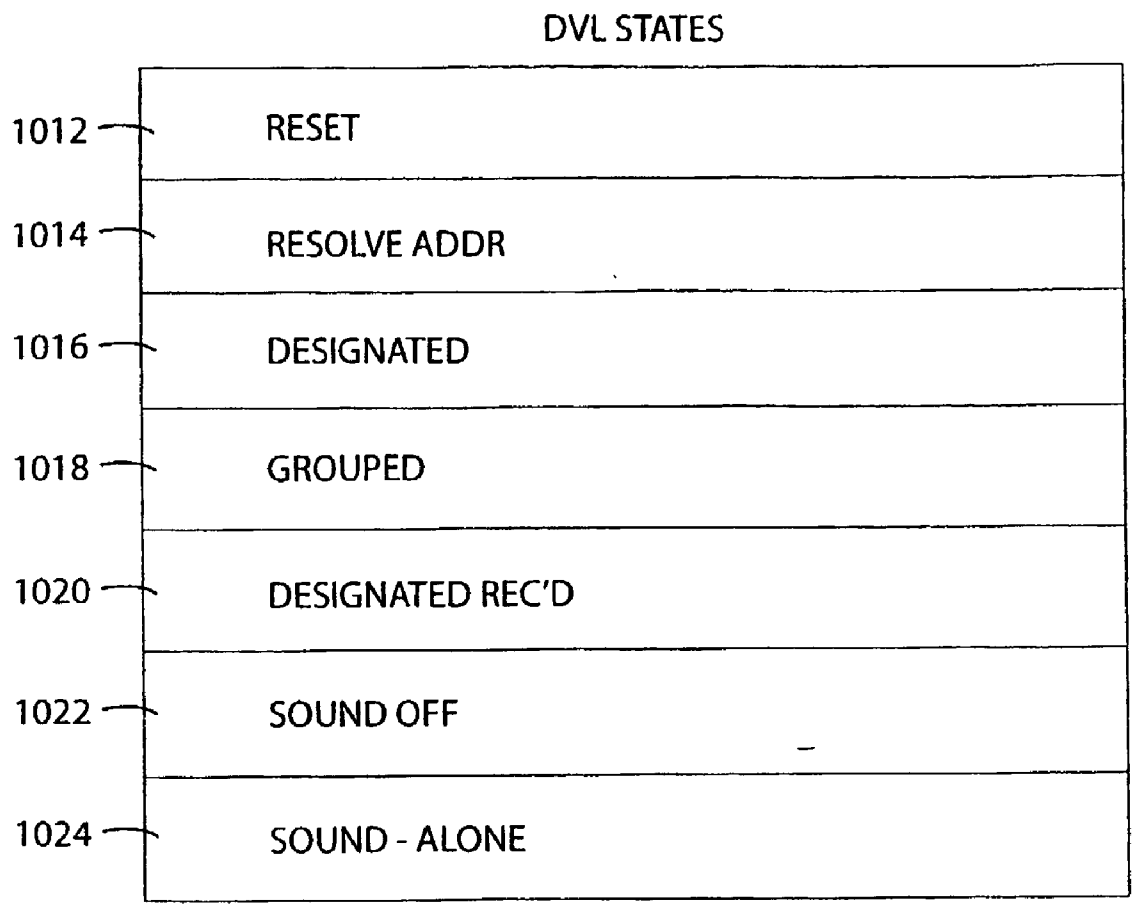 DVL STATES
1012 RESET
1014 RESOLVE ADDR
1016 DESIGNATED
1018 GROUPED
1020 DESIGNATED REC'D
1022 SOUND OFF
1024 SOUND - ALONE